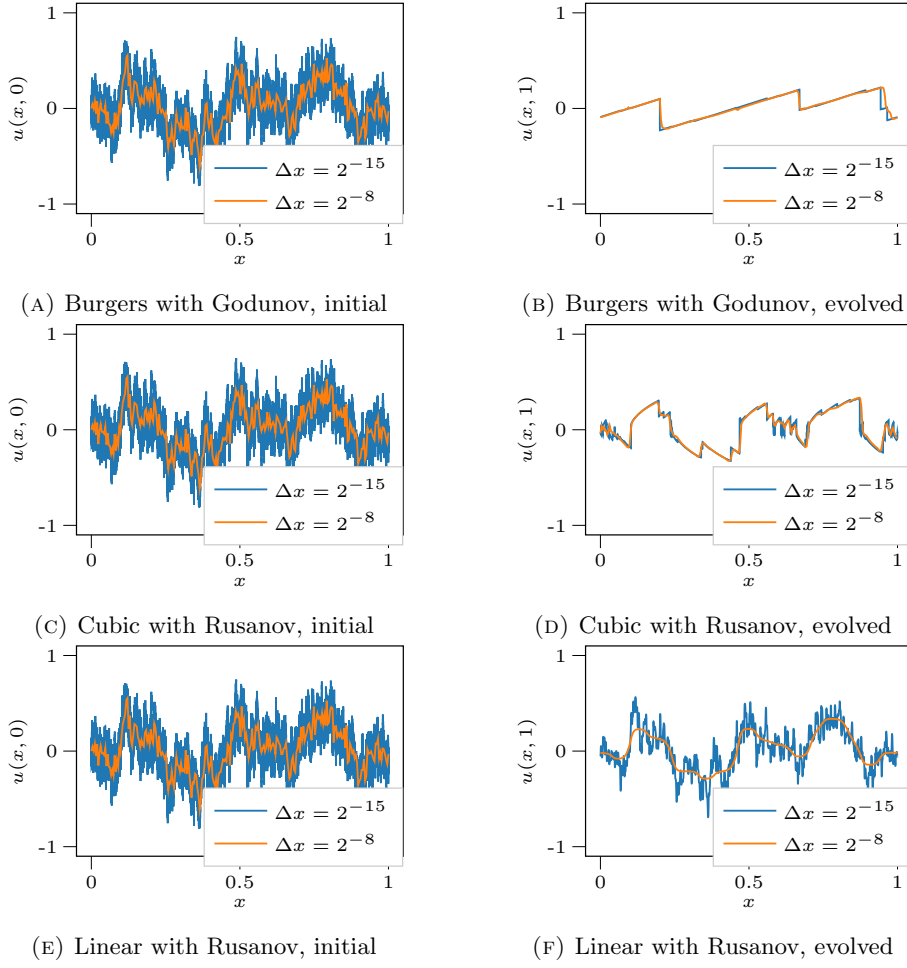 1
0
-1
u(x, 0)
Δx = 2⁻¹⁵
Δx = 2⁻⁸
0
0.5
1
x
(A) Burgers with Godunov, initial
1
0
-1
u(x, 1)
Δx = 2⁻¹⁵
Δx = 2⁻⁸
0
0.5
1
x
(B) Burgers with Godunov, evolved
1
0
-1
u(x, 0)
Δx = 2⁻¹⁵
Δx = 2⁻⁸
0
0.5
1
x
(C) Cubic with Rusanov, initial
1
0
-1
u(x, 1)
Δx = 2⁻¹⁵
Δx = 2⁻⁸
0
0.5
1
x
(D) Cubic with Rusanov, evolved
1
0
-1
u(x, 0)
Δx = 2⁻¹⁵
Δx = 2⁻⁸
0
0.5
1
x
(E) Linear with Rusanov, initial
1
0
-1
u(x, 1)
Δx = 2⁻¹⁵
Δx = 2⁻⁸
0
0.5
1
x
(F) Linear with Rusanov, evolved